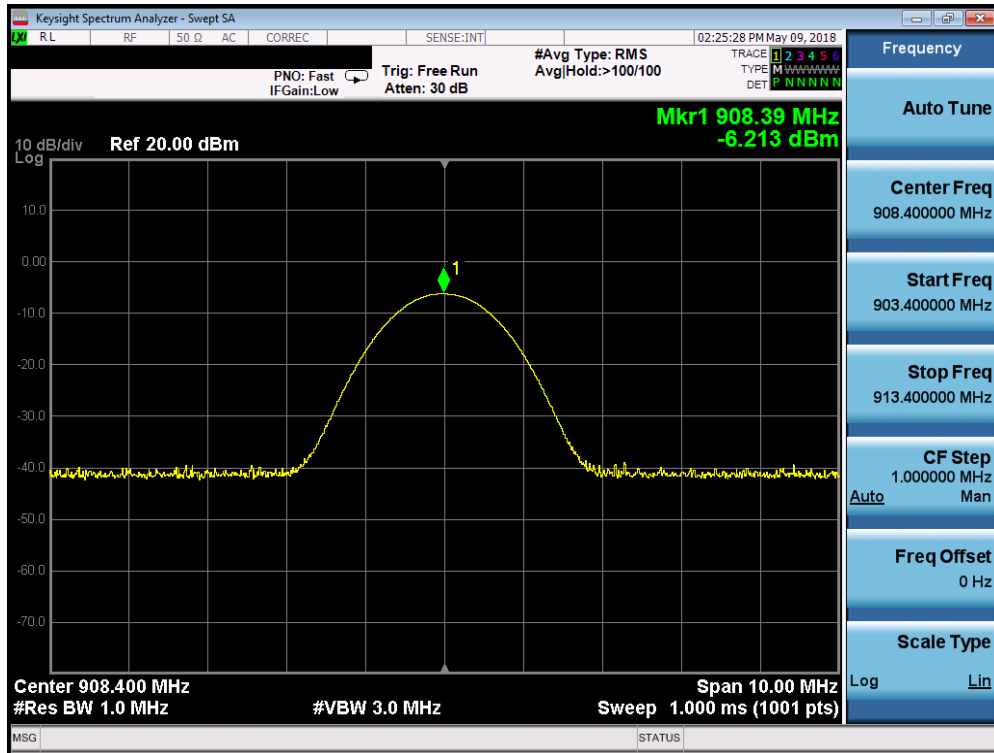 Keysight Spectrum Analyzer - Swept SA
LXI RL RF 50 Ω AC CORREC SENSE:INT 02:25:28 PM May 09, 2018
PNO: Fast
IFGain:Low
Trig: Free Run
Atten: 30 dB
#Avg Type: RMS
Avg|Hold:>100/100
TRACE 1 2 3 4 5 6
TYPE M WWWWW
DET P N N N N N
Mkr1 908.39 MHz
-6.213 dBm
10 dB/div
Log
Ref 20.00 dBm
10.0
0.00
-10.0
-20.0
-30.0
-40.0
-50.0
-60.0
-70.0
1
Center 908.400 MHz
Span 10.00 MHz
#Res BW 1.0 MHz
#VBW 3.0 MHz
Sweep 1.000 ms (1001 pts)
MSG
STATUS
Frequency
Auto Tune
Center Freq
908.400000 MHz
Start Freq
903.400000 MHz
Stop Freq
913.400000 MHz
CF Step
1.000000 MHz
Auto Man
Freq Offset
0 Hz
Scale Type
Log Lin